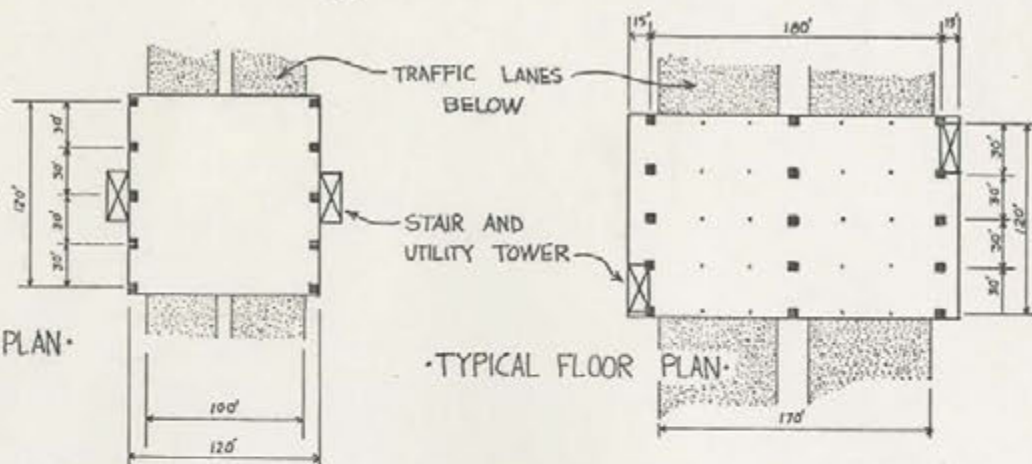 15'
180'
15'
TRAFFIC LANES
BELOW
30'
30'
30'
30'
120'
30'
30'
30'
30'
120'
STAIR AND
UTILITY TOWER
PLAN·
·TYPICAL FLOOR PLAN·
100'
120'
170'